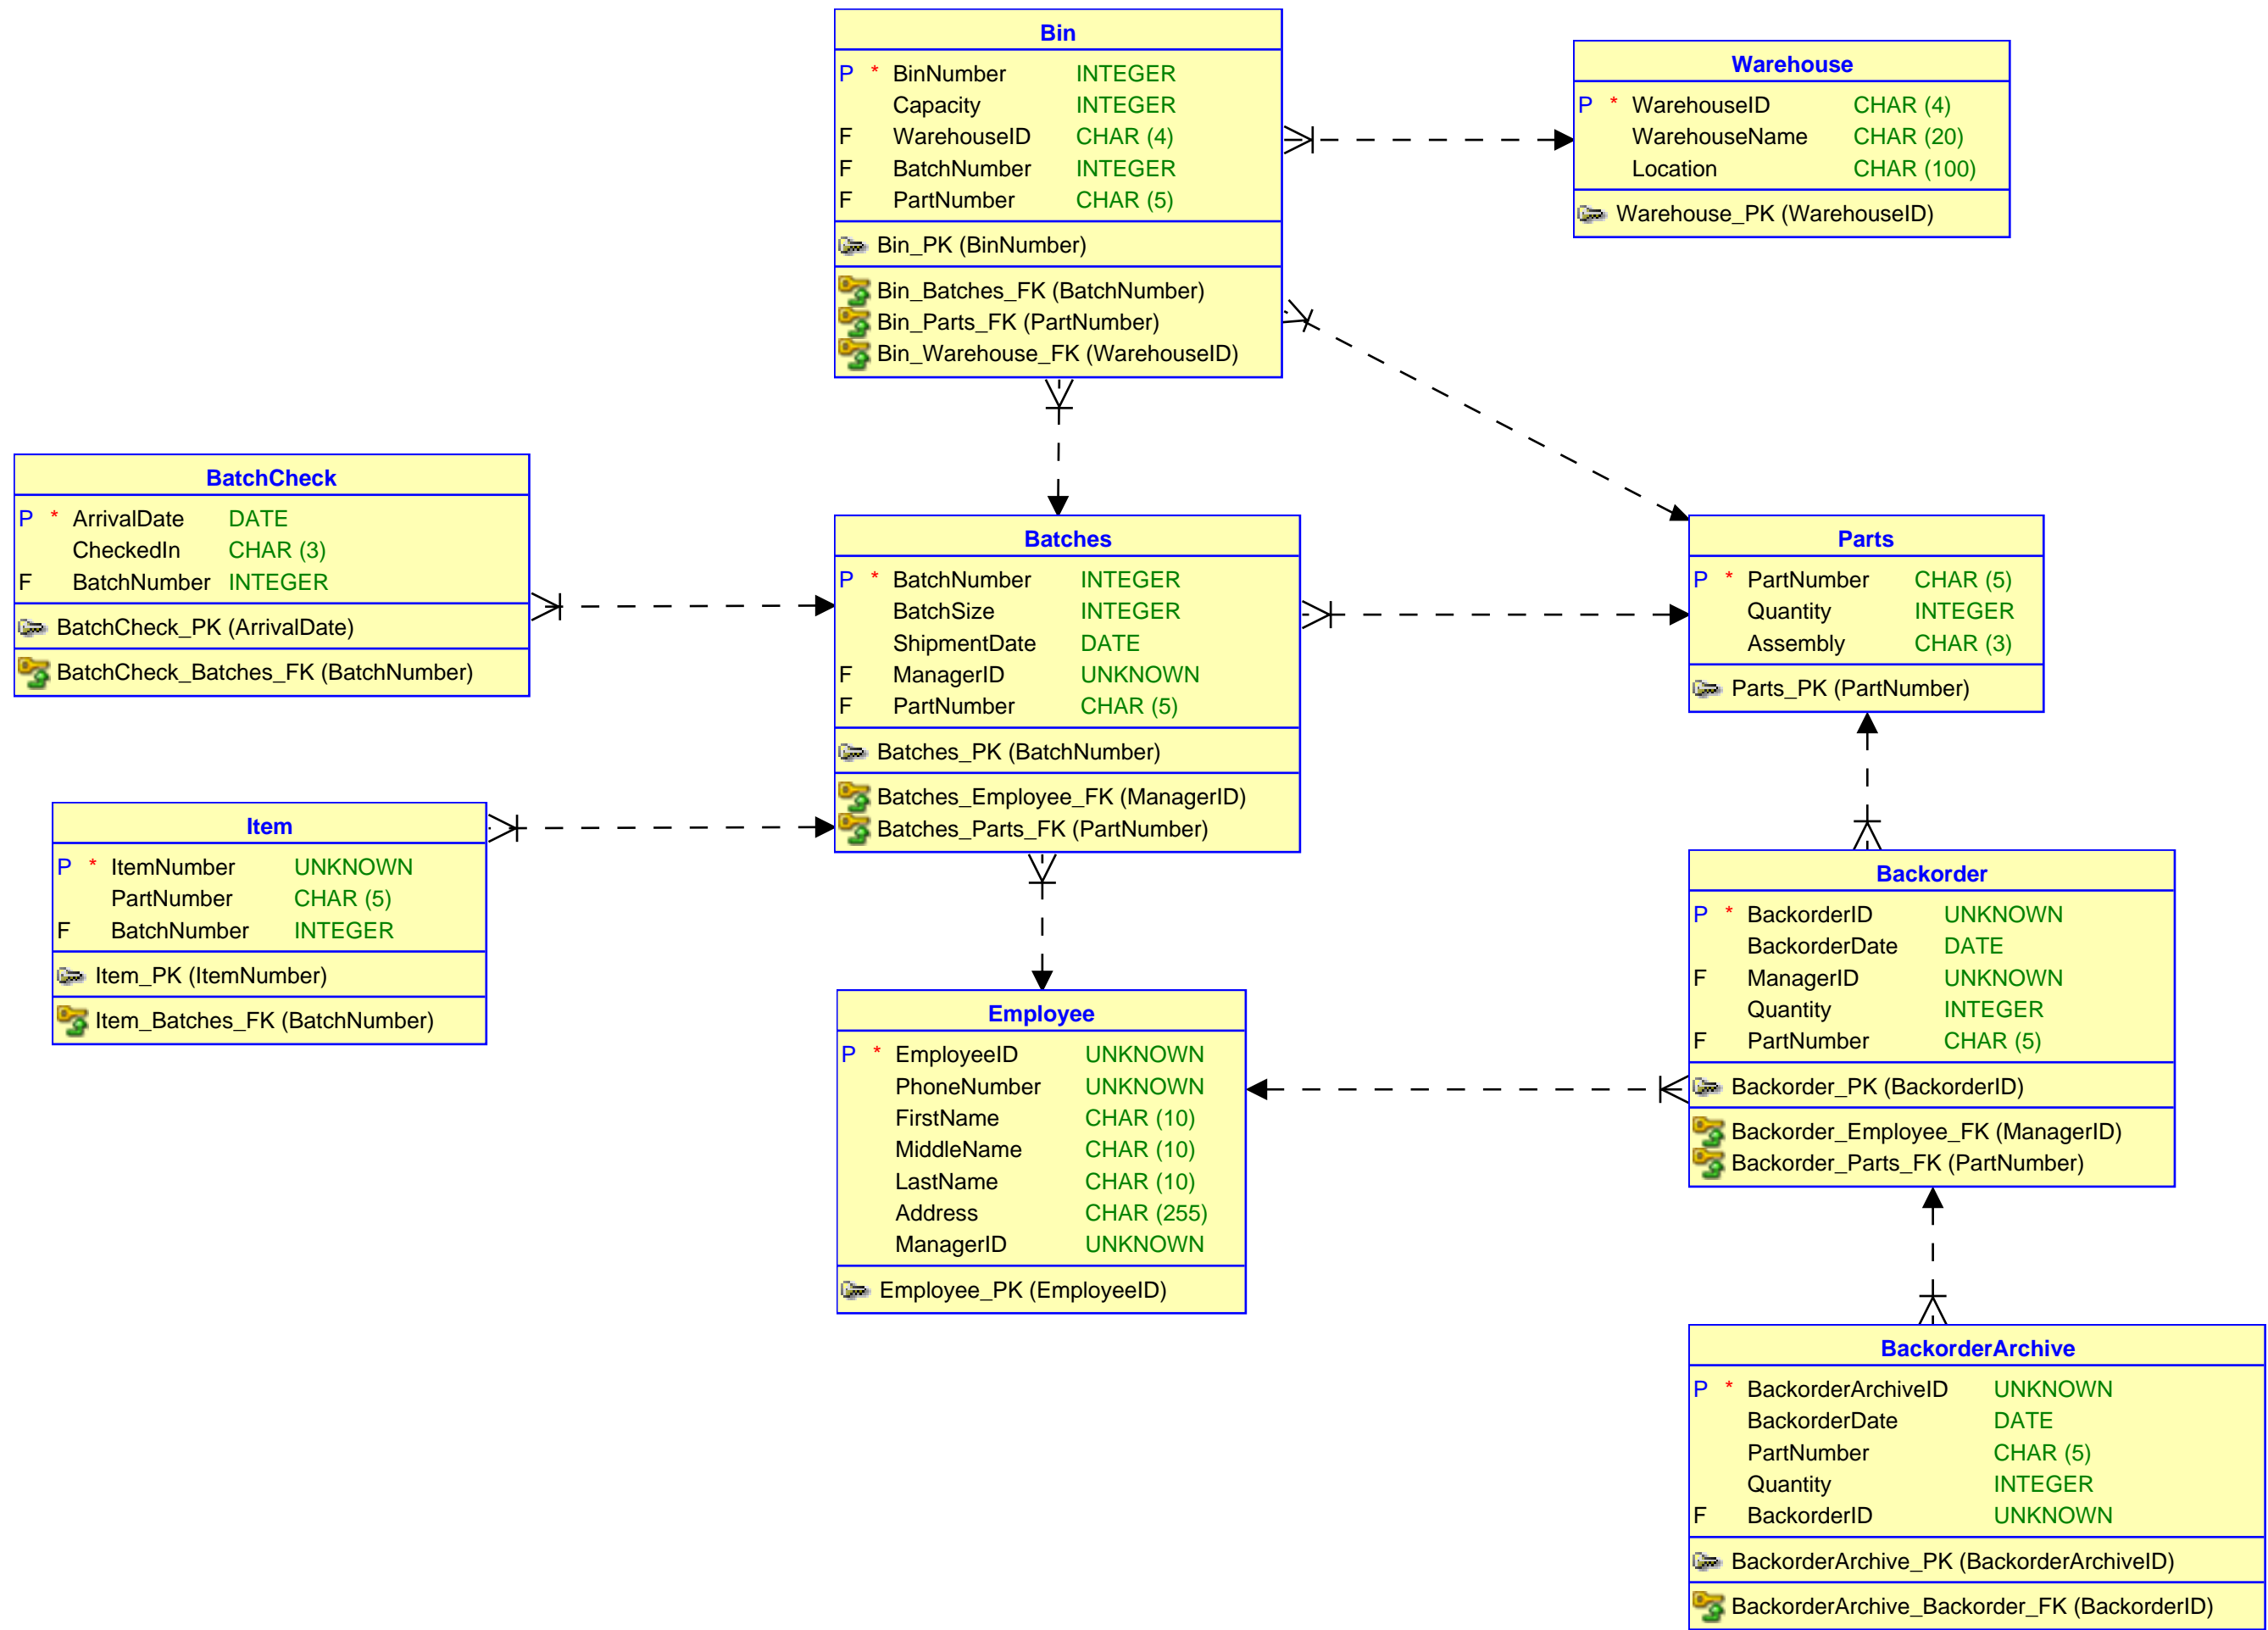 Bin
P * BinNumber INTEGER
Capacity INTEGER
F WarehouseID CHAR (4)
F BatchNumber INTEGER
F PartNumber CHAR (5)
Bin_PK (BinNumber)
Bin_Batches_FK (BatchNumber)
Bin_Parts_FK (PartNumber)
Bin_Warehouse_FK (WarehouseID)
Warehouse
P * WarehouseID CHAR (4)
WarehouseName CHAR (20)
Location CHAR (100)
Warehouse_PK (WarehouseID)
BatchCheck
P * ArrivalDate DATE
CheckedIn CHAR (3)
F BatchNumber INTEGER
BatchCheck_PK (ArrivalDate)
BatchCheck_Batches_FK (BatchNumber)
Batches
P * BatchNumber INTEGER
BatchSize INTEGER
ShipmentDate DATE
F ManagerID UNKNOWN
F PartNumber CHAR (5)
Batches_PK (BatchNumber)
Batches_Employee_FK (ManagerID)
Batches_Parts_FK (PartNumber)
Parts
P * PartNumber CHAR (5)
Quantity INTEGER
Assembly CHAR (3)
Parts_PK (PartNumber)
Item
P * ItemNumber UNKNOWN
PartNumber CHAR (5)
F BatchNumber INTEGER
Item_PK (ItemNumber)
Item_Batches_FK (BatchNumber)
Employee
P * EmployeeID UNKNOWN
PhoneNumber UNKNOWN
FirstName CHAR (10)
MiddleName CHAR (10)
LastName CHAR (10)
Address CHAR (255)
ManagerID UNKNOWN
Employee_PK (EmployeeID)
Backorder
P * BackorderID UNKNOWN
BackorderDate DATE
F ManagerID UNKNOWN
Quantity INTEGER
F PartNumber CHAR (5)
Backorder_PK (BackorderID)
Backorder_Employee_FK (ManagerID)
Backorder_Parts_FK (PartNumber)
BackorderArchive
P * BackorderArchiveID UNKNOWN
BackorderDate DATE
PartNumber CHAR (5)
Quantity INTEGER
F BackorderID UNKNOWN
BackorderArchive_PK (BackorderArchiveID)
BackorderArchive_Backorder_FK (BackorderID)